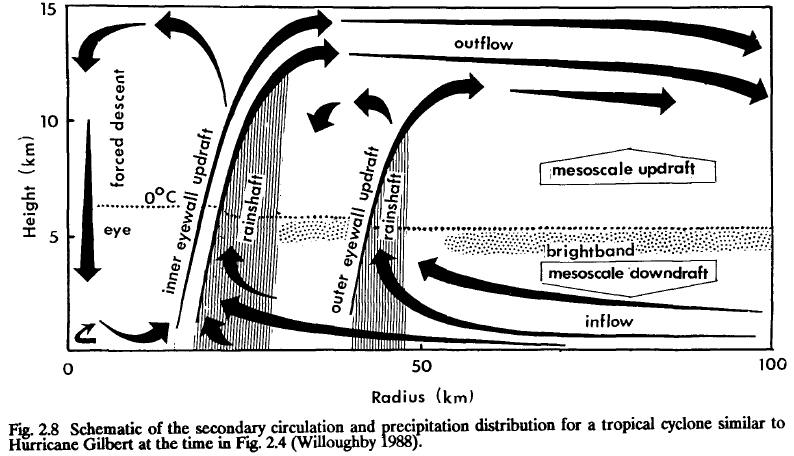 15
outflow
forced descent
10
Height (km)
inner eyewall updraft
rainshaft
outer eyewall updraft
rainshaft
mesoscale updraft
0°C
eye
5
brightband
mesoscale downdraft
inflow
0
50
100
Radius (km)
Fig. 2.8 Schematic of the secondary circulation and precipitation distribution for a tropical cyclone similar to
Hurricane Gilbert at the time in Fig. 2.4 (Willoughby 1988).